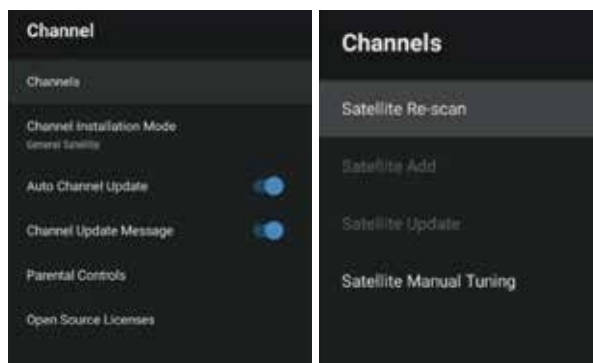 Channel
Channels
Channel Installation Mode
General Satellite
Auto Channel Update
Channel Update Message
Parental Controls
Open Source Licenses
Channels
Satellite Re-scan
Satellite Add
Satellite Update
Satellite Manual Tuning